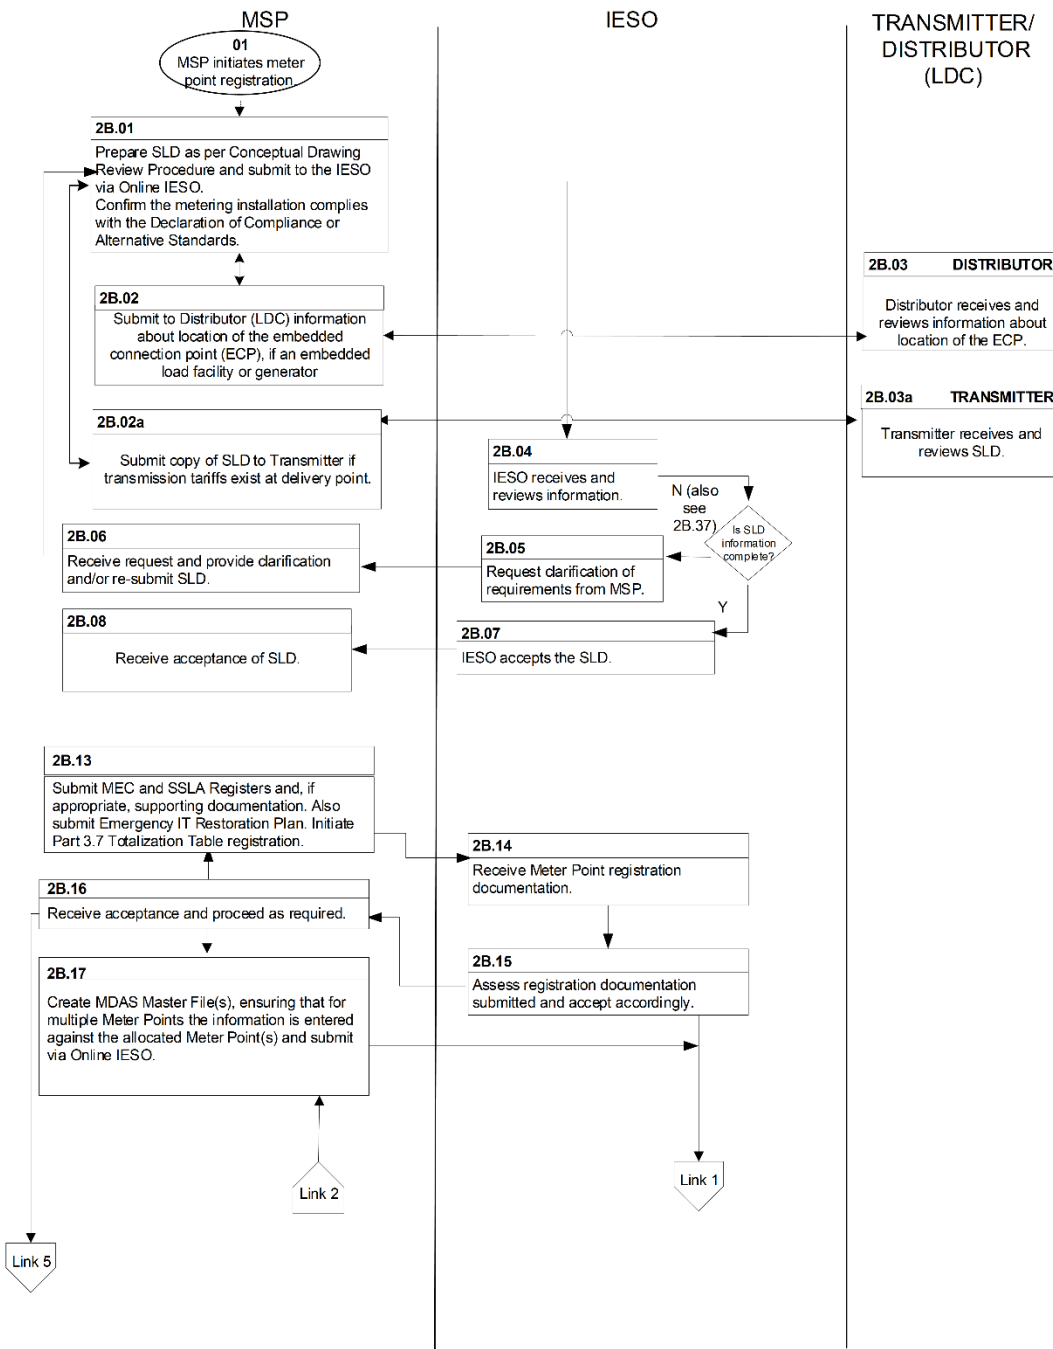 MSP
IESO
TRANSMITTER/
DISTRIBUTOR
(LDC)
01
MSP initiates meter
point registration.
2B.01
Prepare SLD as per Conceptual Drawing
Review Procedure and submit to the IESO
via Online IESO.
Confirm the metering installation complies
with the Declaration of Compliance or
Alternative Standards.
2B.02
Submit to Distributor (LDC) information
about location of the embedded
connection point (ECP), if an embedded
load facility or generator
2B.03 DISTRIBUTOR
Distributor receives and
reviews information about
location of the ECP.
2B.02a
Submit copy of SLD to Transmitter if
transmission tariffs exist at delivery point.
2B.03a TRANSMITTER
Transmitter receives and
reviews SLD.
2B.04
IESO receives and
reviews information.
N (also
see
2B.37)
Is SLD
information
complete?
2B.05
Request clarification of
requirements from MSP.
2B.06
Receive request and provide clarification
and/or re-submit SLD.
Y
2B.07
IESO accepts the SLD.
2B.08
Receive acceptance of SLD.
2B.13
Submit MEC and SSLA Registers and, if
appropriate, supporting documentation. Also
submit Emergency IT Restoration Plan. Initiate
Part 3.7 Totalization Table registration.
2B.14
Receive Meter Point registration
documentation.
2B.16
Receive acceptance and proceed as required.
2B.15
Assess registration documentation
submitted and accept accordingly.
2B.17
Create MDAS Master File(s), ensuring that for
multiple Meter Points the information is entered
against the allocated Meter Point(s) and submit
via Online IESO.
Link 2
Link 1
Link 5